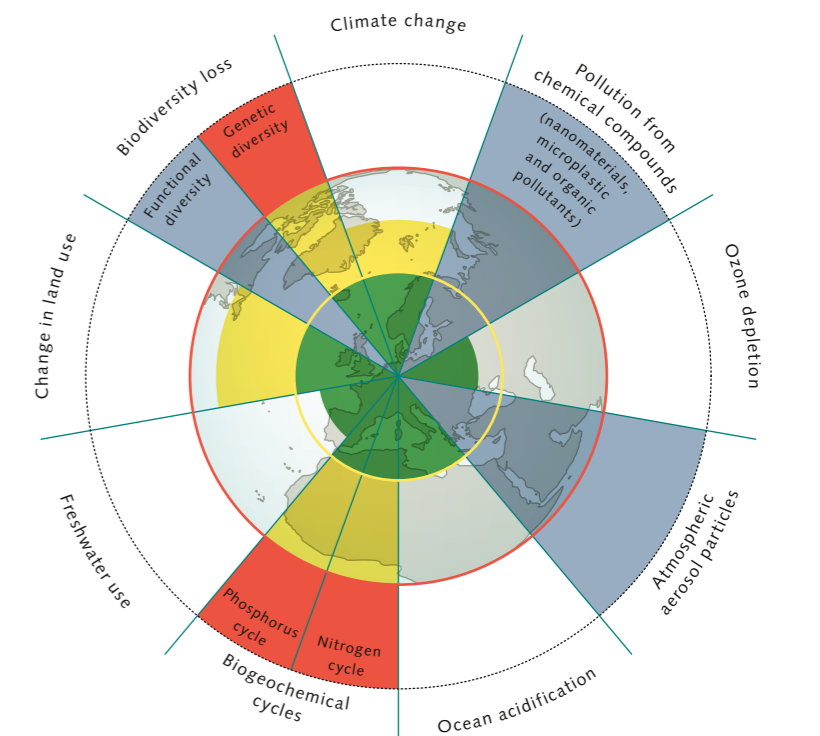 Climate change
Pollution from
chemical compounds
(nanomaterials,
microplastic
and organic
pollutants)
Ozone depletion
Atmospheric
aerosol particles
Ocean acidification
Nitrogen
cycle
Phosphorus
cycle
Biogeochemical
cycles
Freshwater use
Change in land use
Biodiversity loss
Functional
diversity
Genetic
diversity